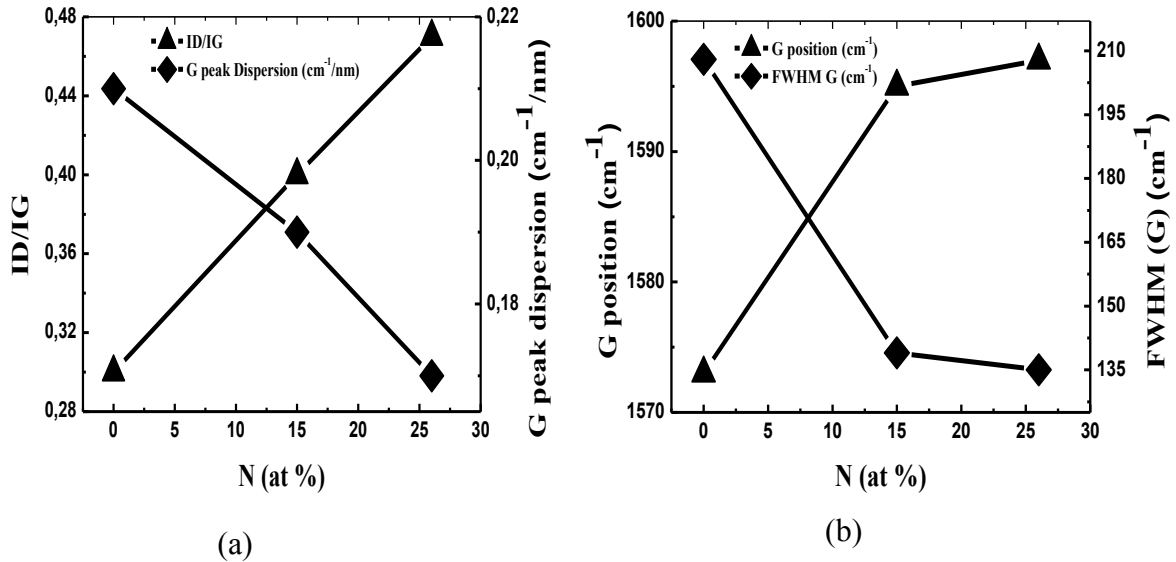 0,48
0,44
0,40
0,36
0,32
0,28
ID/IG
ID/IG
G peak Dispersion (cm⁻¹/nm)
0,22
0,20
0,18
G peak dispersion (cm⁻¹/nm)
0 5 10 15 20 25 30
N (at %)
(a)
1600
1590
1580
1570
G position (cm⁻¹)
G position (cm⁻¹)
FWHM G (cm⁻¹)
210
195
180
165
150
135
FWHM (G) (cm⁻¹)
0 5 10 15 20 25 30
N (at %)
(b)